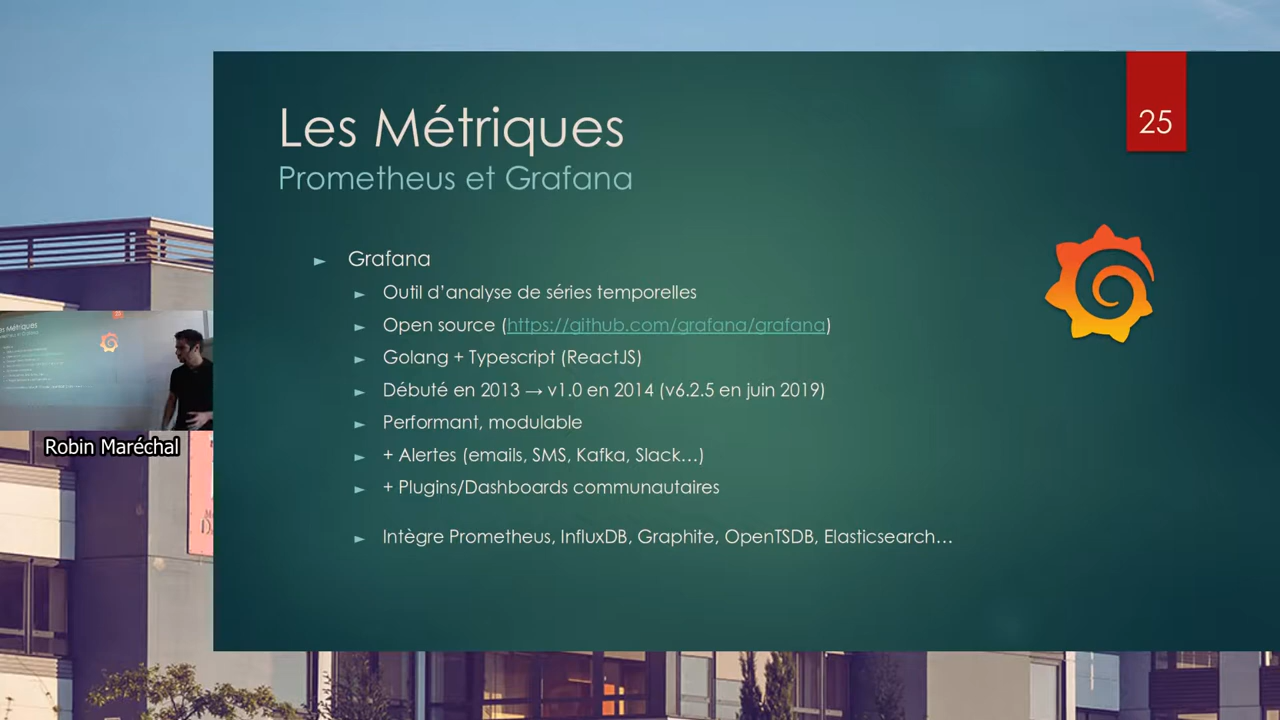 Les Métriques
Prometheus et Grafana
25
► Grafana
► Outil d’analyse de séries temporelles
► Open source (https://github.com/grafana/grafana)
► Golang + Typescript (ReactJS)
► Débuté en 2013 → v1.0 en 2014 (v6.2.5 en juin 2019)
► Performant, modulable
► + Alertes (emails, SMS, Kafka, Slack…)
► + Plugins/Dashboards communautaires
► Intègre Prometheus, InfluxDB, Graphite, OpenTSDB, Elasticsearch…
Robin Maréchal